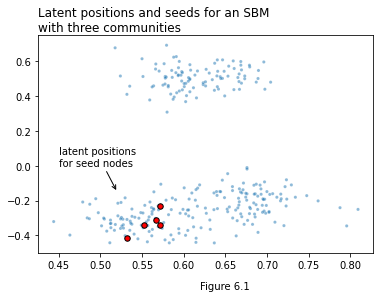 Latent positions and seeds for an SBM
with three communities
0.6
0.4
0.2
0.0
−0.2
−0.4
latent positions
for seed nodes
0.45 0.50 0.55 0.60 0.65 0.70 0.75 0.80
Figure 6.1